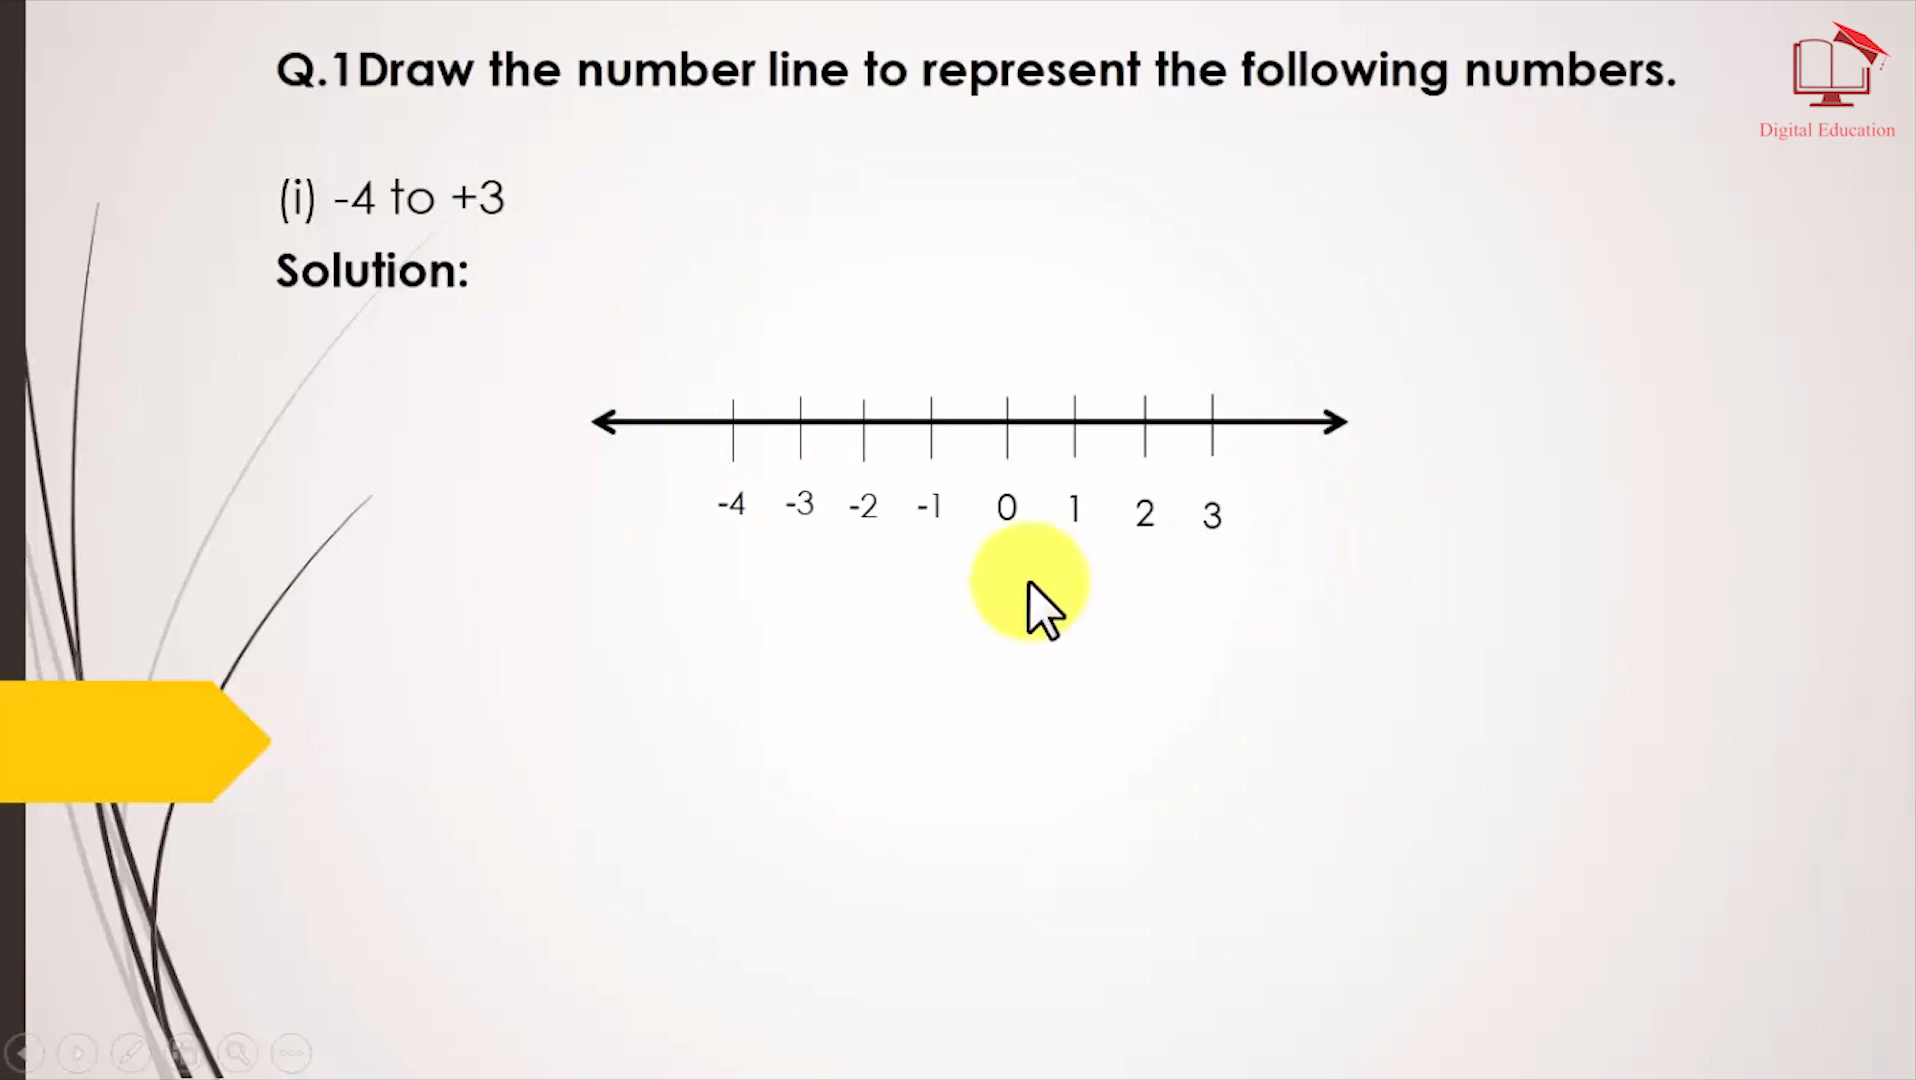 Q.1Draw the number line to represent the following numbers.
Digital Education
(i) -4 to +3
Solution:
-4 -3 -2 -1 0 1 2 3